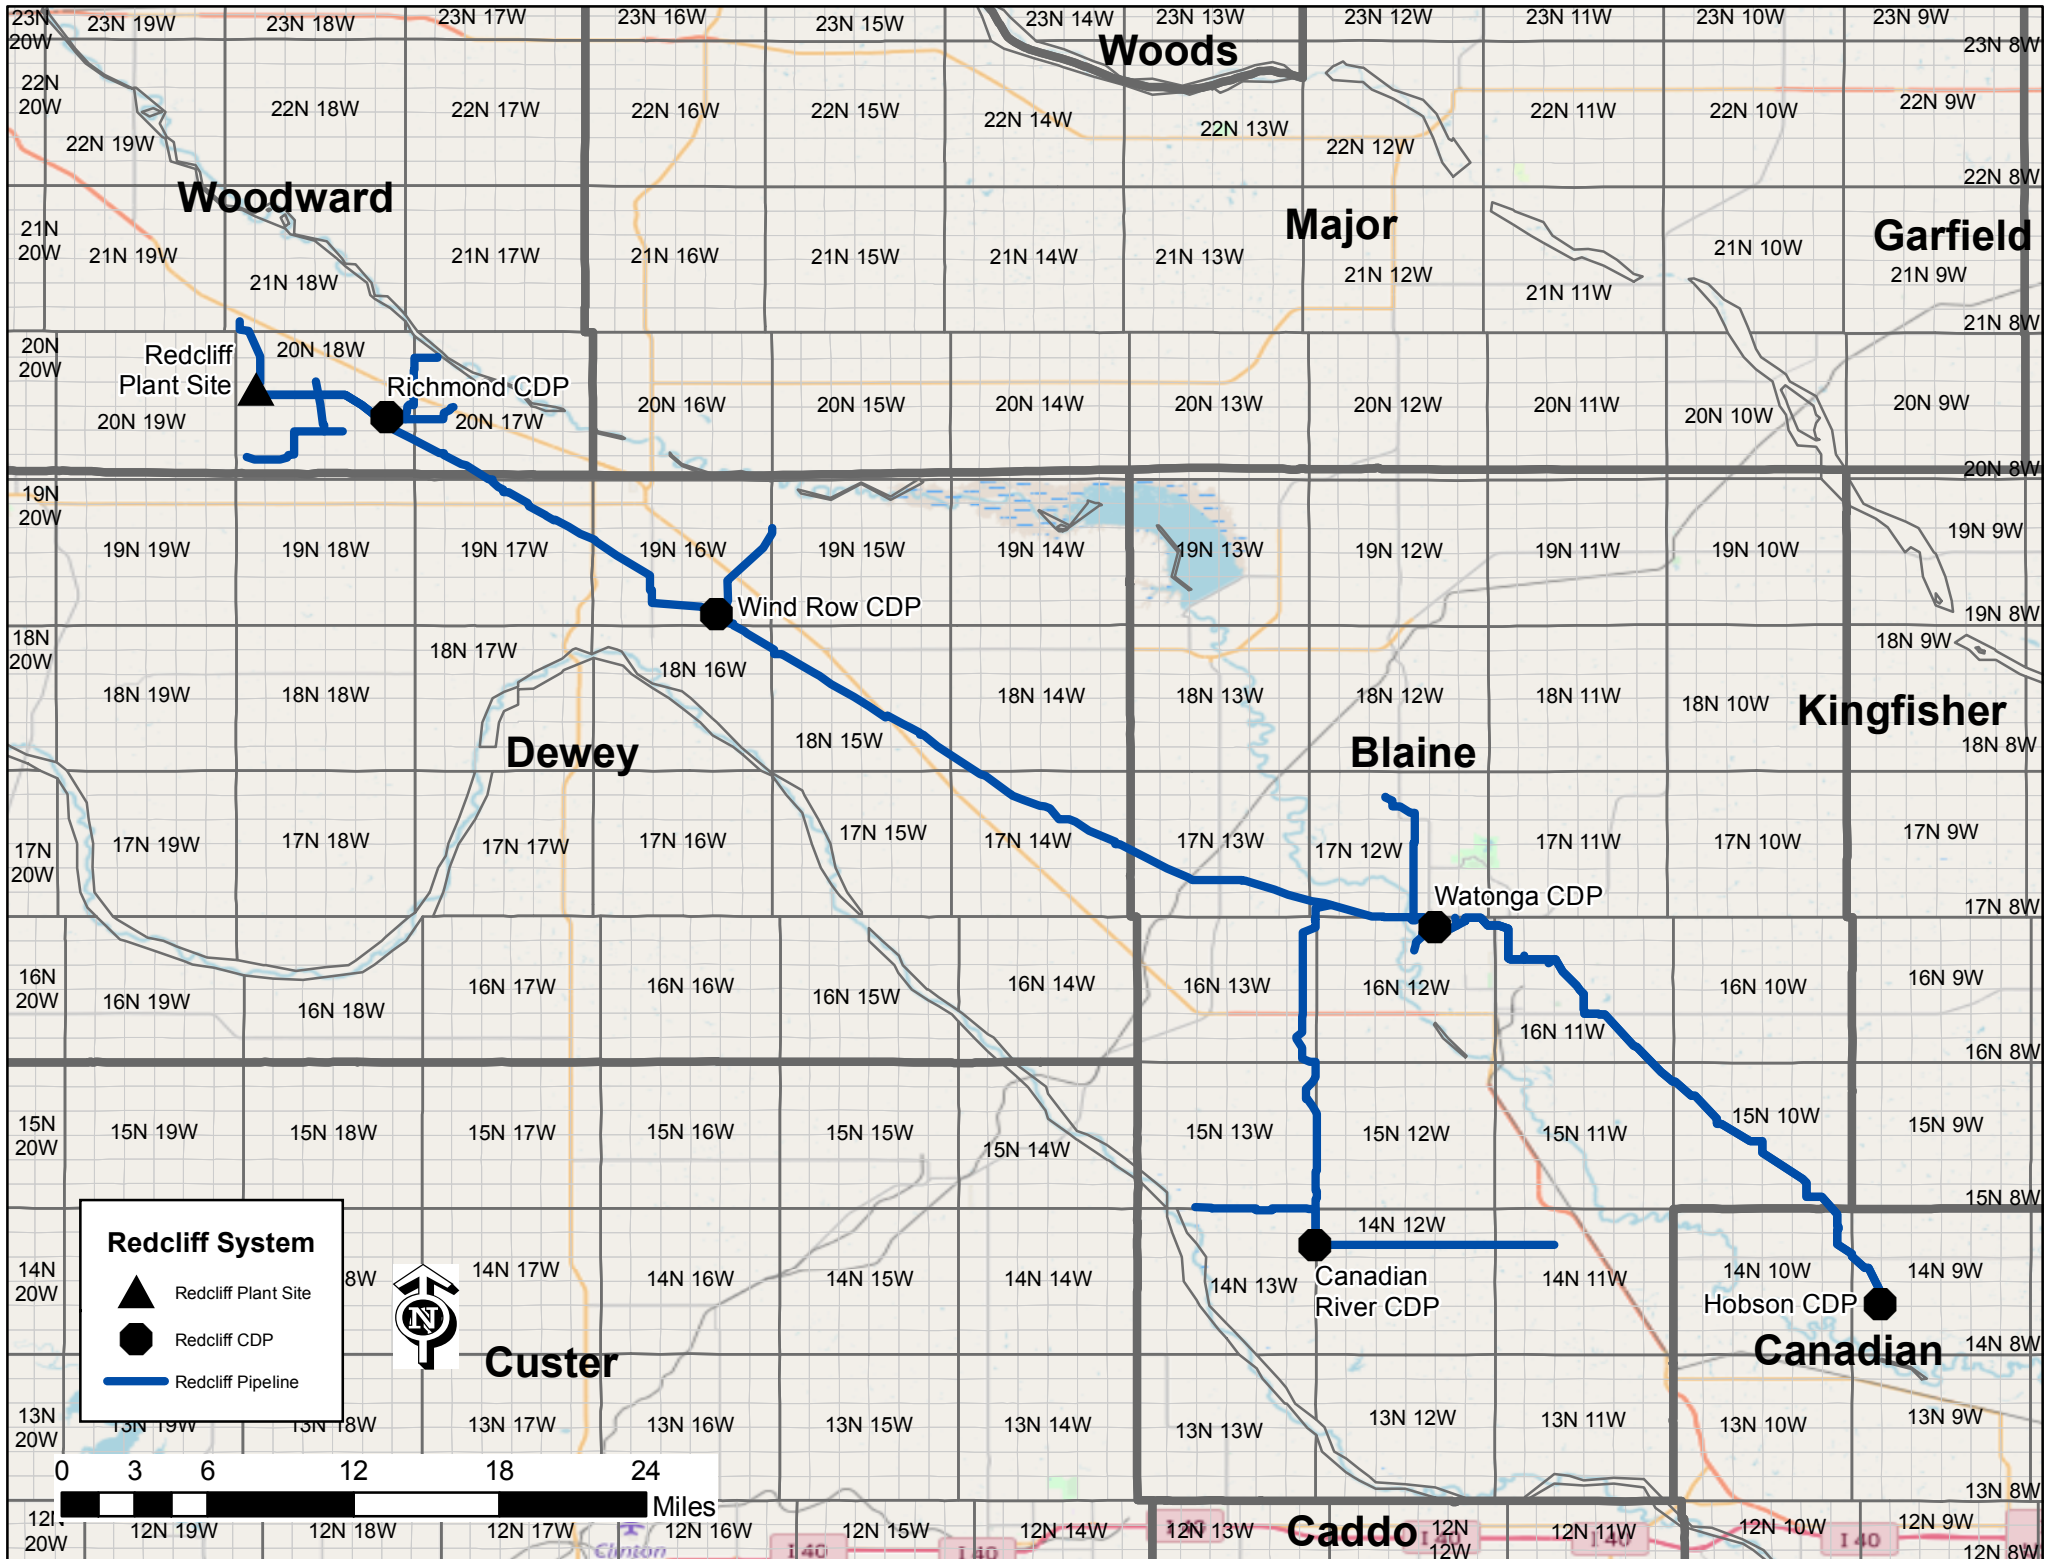 23N
20W
23N 19W
23N 18W
23N 17W
23N 16W
23N 15W
23N 14W
23N 13W
23N 12W
23N 11W
23N 10W
23N 9W
23N 8W
Woods
22N
20W
22N 19W
22N 18W
22N 17W
22N 16W
22N 15W
22N 14W
22N 13W
22N 12W
22N 11W
22N 10W
22N 9W
22N 8W
Woodward
Major
Garfield
21N
20W
21N 19W
21N 18W
21N 17W
21N 16W
21N 15W
21N 14W
21N 13W
21N 12W
21N 11W
21N 10W
21N 9W
21N 8W
20N
20W
Redcliff
Plant Site
20N 18W
Richmond CDP
20N 19W
20N 17W
20N 16W
20N 15W
20N 14W
20N 13W
20N 12W
20N 11W
20N 10W
20N 9W
20N 8W
19N
20W
19N 19W
19N 18W
19N 17W
19N 16W
19N 15W
19N 14W
19N 13W
19N 12W
19N 11W
19N 10W
19N 9W
19N 8W
Wind Row CDP
18N
20W
18N 19W
18N 18W
18N 17W
18N 16W
18N 15W
18N 14W
18N 13W
18N 12W
18N 11W
18N 10W
18N 9W
18N 8W
Dewey
Blaine
Kingfisher
17N
20W
17N 19W
17N 18W
17N 17W
17N 16W
17N 15W
17N 14W
17N 13W
17N 12W
17N 11W
17N 10W
17N 9W
17N 8W
Watonga CDP
16N
20W
16N 19W
16N 18W
16N 17W
16N 16W
16N 15W
16N 14W
16N 13W
16N 12W
16N 11W
16N 10W
16N 9W
16N 8W
15N
20W
15N 19W
15N 18W
15N 17W
15N 16W
15N 15W
15N 14W
15N 13W
15N 12W
15N 11W
15N 10W
15N 9W
15N 8W
14N
20W
8W
14N 17W
14N 16W
14N 15W
14N 14W
14N 13W
14N 12W
14N 11W
14N 10W
14N 9W
14N 8W
Canadian
River CDP
Hobson CDP
Canadian
Custer
Redcliff System
Redcliff Plant Site
Redcliff CDP
Redcliff Pipeline
N
13N
20W
13N 19W
13N 18W
13N 17W
13N 16W
13N 15W
13N 14W
13N 13W
13N 12W
13N 11W
13N 10W
13N 9W
13N 8W
0 3 6 12 18 24
Miles
12N
20W
12N 19W
12N 18W
12N 17W
12N 16W
12N 15W
12N 14W
12N 13W
Caddo
12N
12W
12N 11W
12N 10W
12N 9W
12N 8W
Clinton
I 40
I 40
I 40
I 40
I 40
I 40